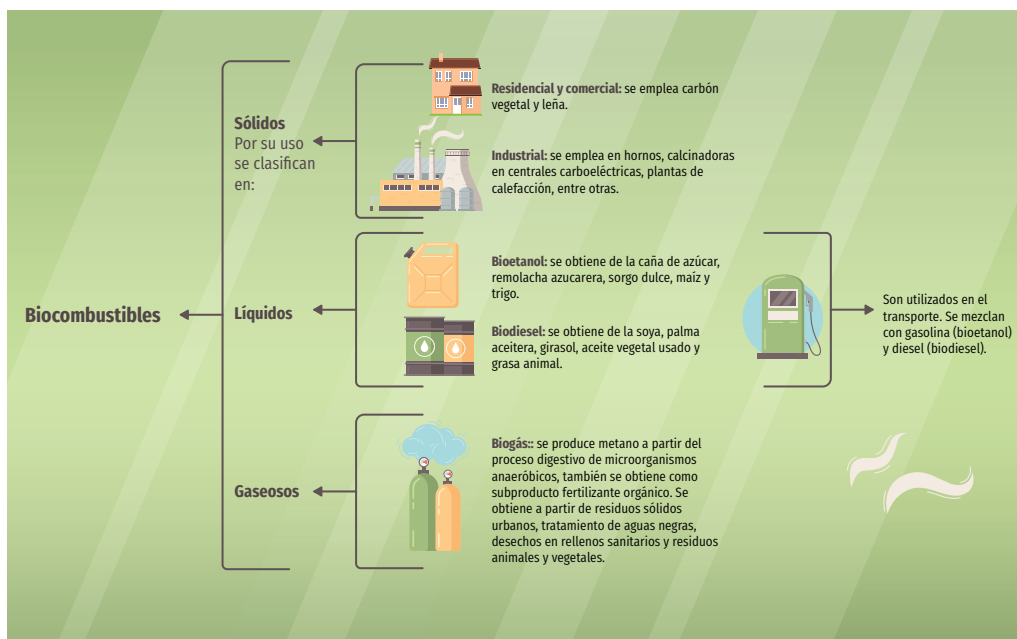 Biocombustibles
Sólidos
Por su uso
se clasifican
en:
Residencial y comercial: se emplea carbón
vegetal y leña.
Industrial: se emplea en hornos, calcinadoras
en centrales carboeléctricas, plantas de
calefacción, entre otras.
Líquidos
Bioetanol: se obtiene de la caña de azúcar,
remolacha azucarera, sorgo dulce, maíz y
trigo.
Biodiesel: se obtiene de la soya, palma
aceitera, girasol, aceite vegetal usado y
grasa animal.
Son utilizados en el
transporte. Se mezclan
con gasolina (bioetanol)
y diesel (biodiesel).
Gaseosos
Biogás:: se produce metano a partir del
proceso digestivo de microorganismos
anaeróbicos, también se obtiene como
subproducto fertilizante orgánico. Se
obtiene a partir de residuos sólidos
urbanos, tratamiento de aguas negras,
desechos en rellenos sanitarios y residuos
animales y vegetales.